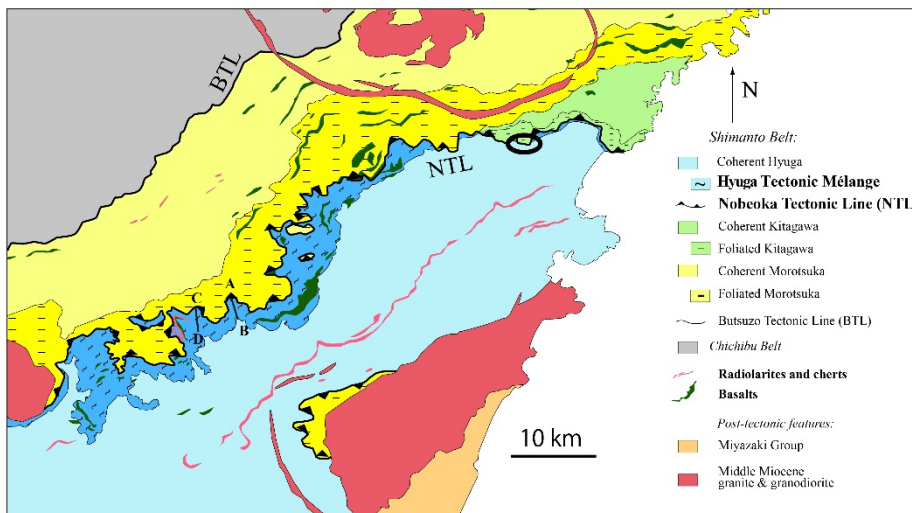 BTL
NTL
A
C
B
D
10 km
N
Shimanto Belt:
Coherent Hyuga
Hyuga Tectonic Mélange
Nobeoka Tectonic Line (NTL
Coherent Kitagawa
Foliated Kitagawa
Coherent Morotsuka
Foliated Morotsuka
Butsuzo Tectonic Line (BTL)
Chichibu Belt
Radiolarites and cherts
Basalts
Post-tectonic features:
Miyazaki Group
Middle Miocene
granite & granodiorite